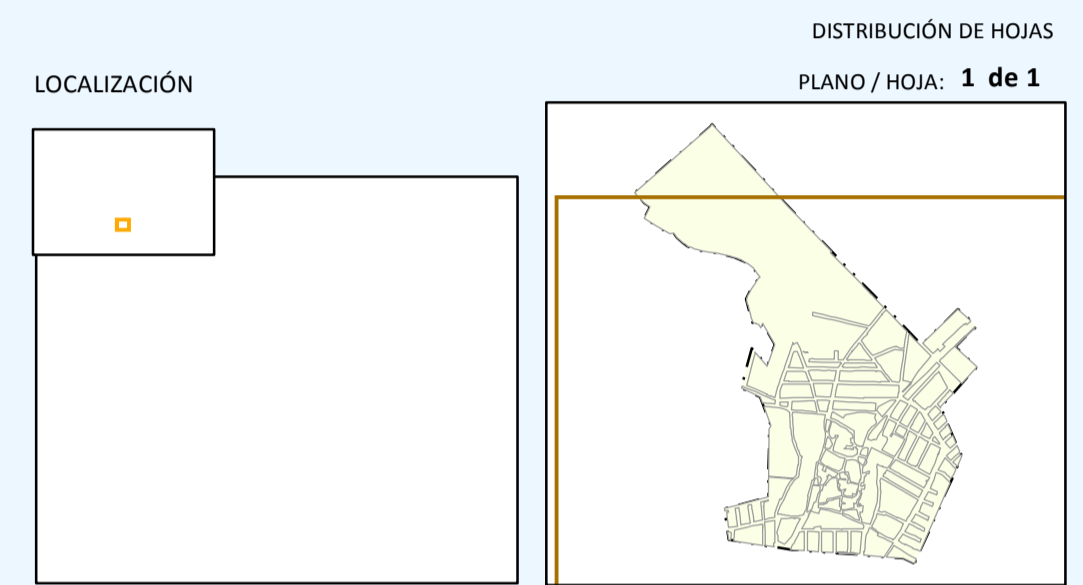 DISTRIBUCIÓN DE HOJAS
LOCALIZACIÓN
PLANO / HOJA: 1 de 1